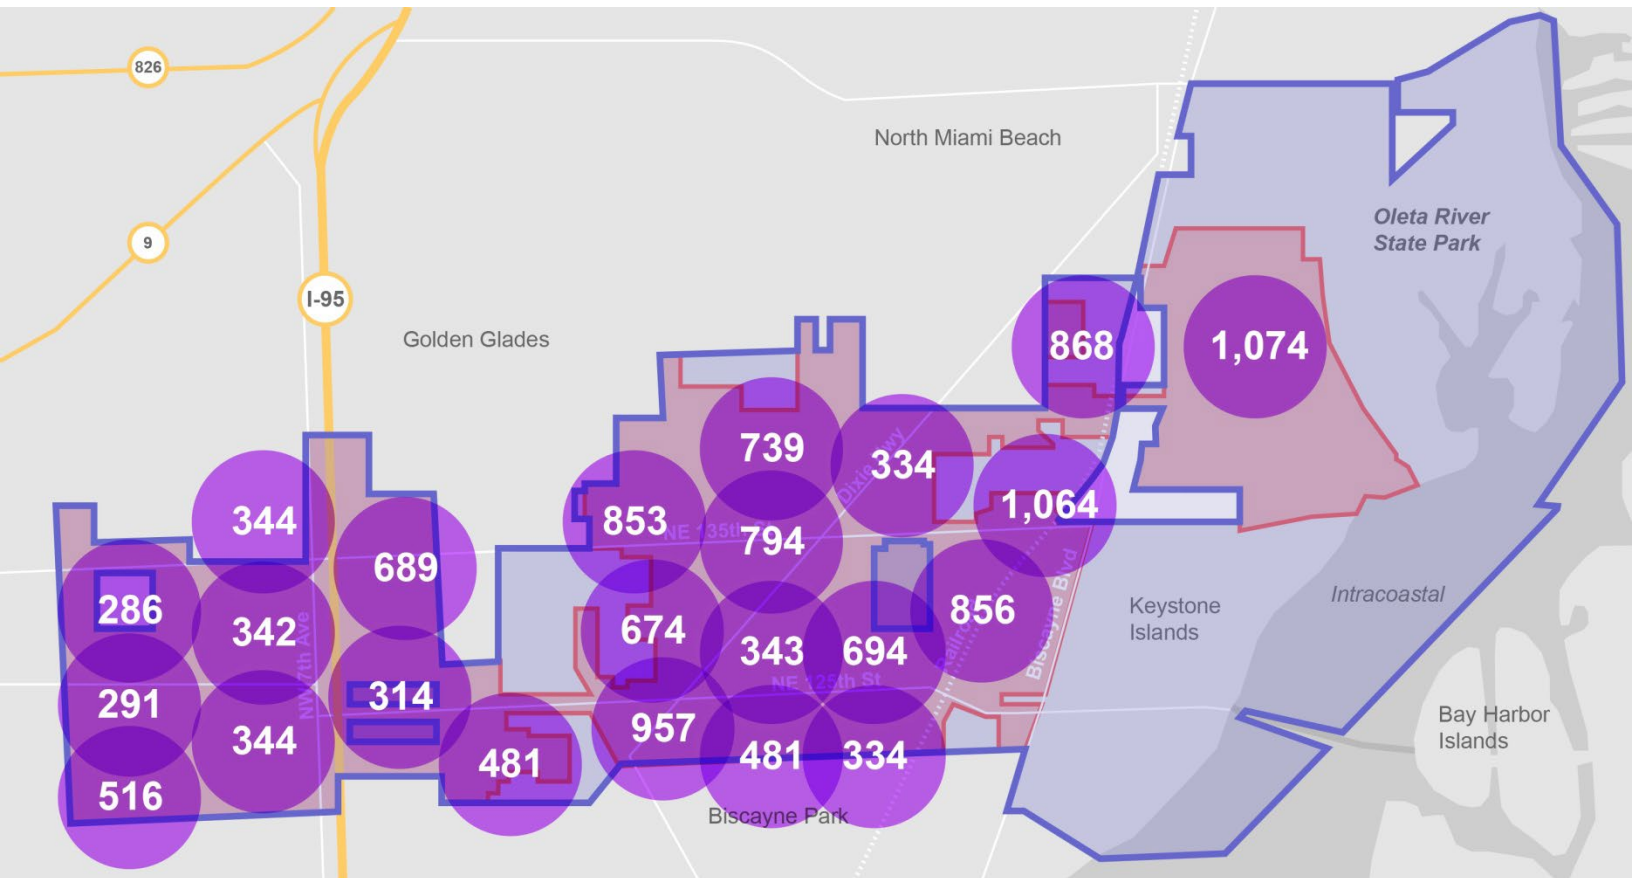 826
North Miami Beach
Oleta River
State Park
9
I-95
Golden Glades
868
1,074
739
334
Dixie Hwy
344
853
NE 135th St
794
1,064
689
286
342
674
343
694
856
Railroad
Biscayne Blvd
Keystone
Islands
Intracoastal
NW 7th Ave
291
314
NE 125th St
344
957
481
481
334
516
Bay Harbor
Islands
Biscayne Park